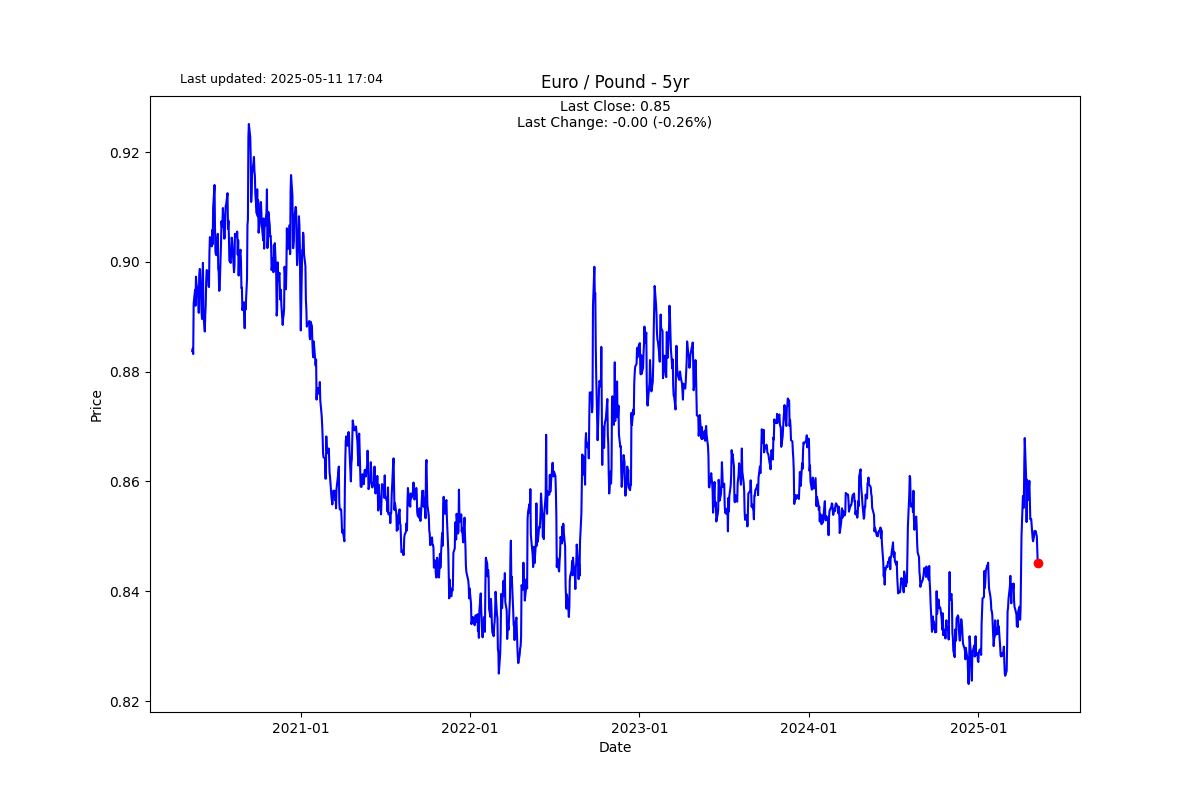 Last updated: 2025-05-11 17:04
Euro / Pound - 5yr
Last Close: 0.85
Last Change: -0.00 (-0.26%)
0.92
0.90
0.88
0.86
0.84
0.82
Price
2021-01
2022-01
2023-01
2024-01
2025-01
Date